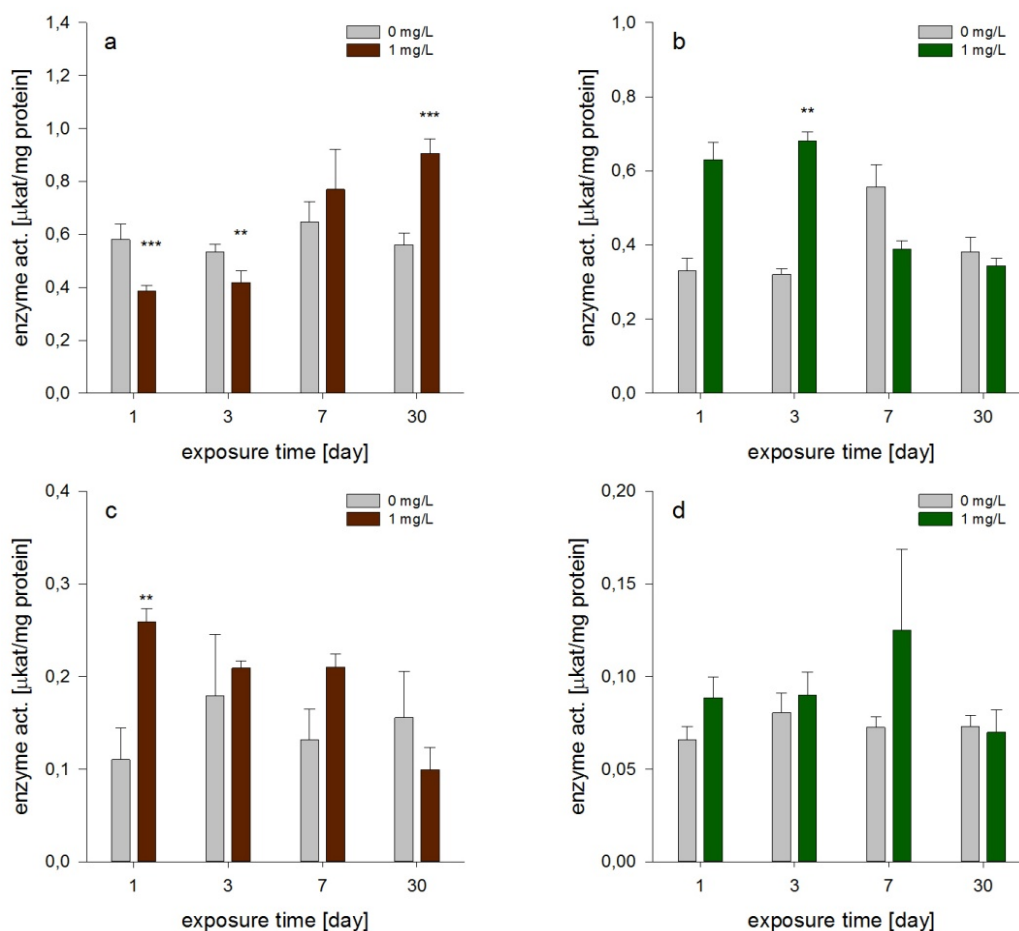 a
0 mg/L
1 mg/L
enzyme act. [µkat/mg protein]
1,4
1,2
1,0
0,8
0,6
0,4
0,2
0,0
***
**
***
1 3 7 30
exposure time [day]
b
0 mg/L
1 mg/L
enzyme act. [µkat/mg protein]
1,0
0,8
0,6
0,4
0,2
0,0
**
1 3 7 30
exposure time [day]
c
0 mg/L
1 mg/L
enzyme act. [µkat/mg protein]
0,4
0,3
0,2
0,1
0,0
**
1 3 7 30
exposure time [day]
d
0 mg/L
1 mg/L
enzyme act. [µkat/mg protein]
0,20
0,15
0,10
0,05
0,00
1 3 7 30
exposure time [day]